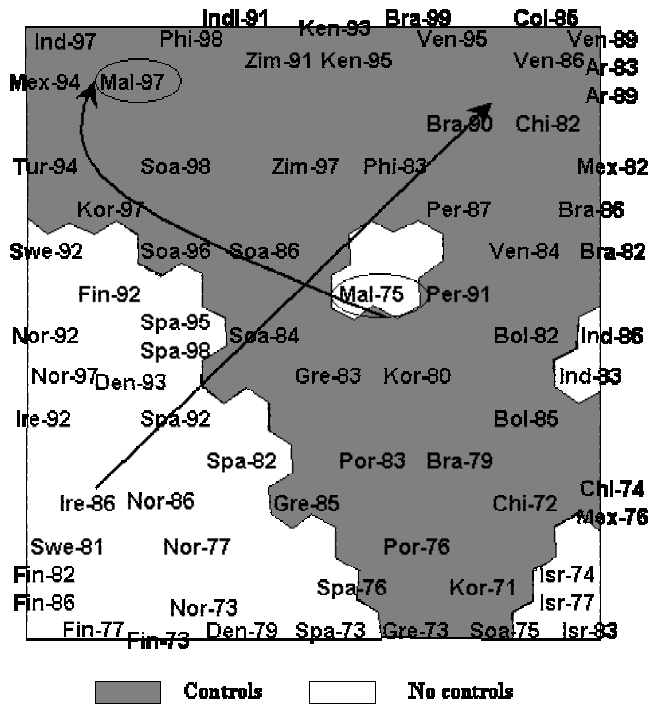 Indl-91 Bra-99 Col-86
Ken-93
Ind-97 Phi-98 Ven-95 Ven-89
Zim-91 Ken-95 Ven-86 Ar-83
Mex-94 Mal-97
Ar-89
Bra-90 Chi-82
Tur-94 Soa-98 Zim-97 Phi-83 Mex-82
Kor-97 Per-87 Bra-86
Swe-92 Soa-96 Soa-86 Ven-84 Bra-82
Fin-92 Mal-75 Per-91
Spa-95
Nor-92 Soa-84 Bol-82 Ind-86
Spa-98
Nor-97 Den-93 Gre-83 Kor-80 Ind-83
Ire-92 Spa-92 Bol-85
Spa-82 Por-83 Bra-79
Chi-74
Ire-86 Nor-86 Gre-85 Chi-72
Mex-76
Swe-81 Nor-77 Por-76
Fin-82 Isr-74
Spa-76 Kor-71
Fin-86 Nor-73 Isr-77
Fin-77 Fin-73 Den-79 Spa-73 Gre-73 Soa-75 Isr-83
Controls No controls